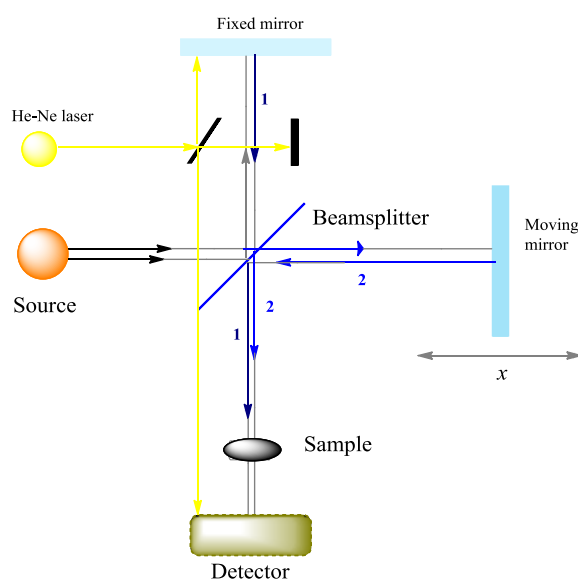 Fixed mirror
1
He-Ne laser
Beamsplitter
Moving
mirror
2
Source
2
1
x
Sample
Detector